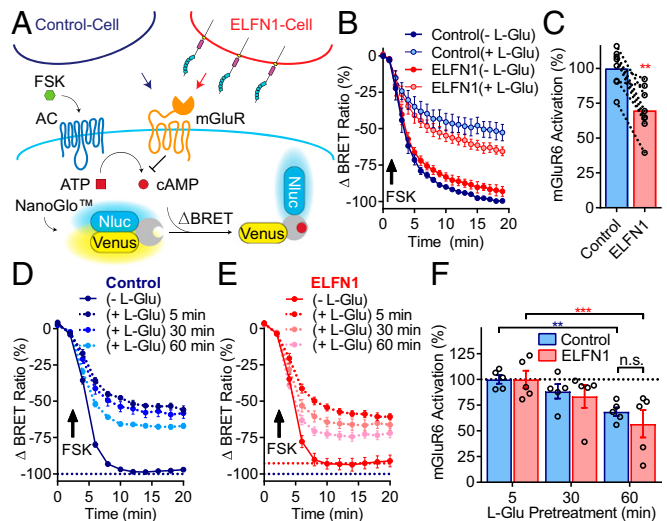 A
Control-Cell
ELFN1-Cell
FSK
AC
mGluR
ATP
cAMP
NanoGlo™
ΔBRET
Nluc
Venus
Nluc
Venus
B
Control(- L-Glu)
Control(+ L-Glu)
ELFN1(- L-Glu)
ELFN1(+ L-Glu)
Δ BRET Ratio (%)
0
-25
-50
-75
-100
FSK
0 5 10 15 20
Time (min)
C
**
mGluR6 Activation (%)
125
100
75
50
25
0
Control
ELFN1
D
Control
(- L-Glu)
(+ L-Glu) 5 min
(+ L-Glu) 30 min
(+ L-Glu) 60 min
Δ BRET Ratio (%)
0
-25
-50
-75
-100
FSK
0 5 10 15 20
Time (min)
E
ELFN1
(- L-Glu)
(+ L-Glu) 5 min
(+ L-Glu) 30 min
(+ L-Glu) 60 min
Δ BRET Ratio (%)
0
-25
-50
-75
-100
FSK
0 5 10 15 20
Time (min)
F
***
**
Control
ELFN1
n.s.
mGluR6 Activation (%)
125
100
75
50
25
0
5 30 60
L-Glu Pretreatment (min)